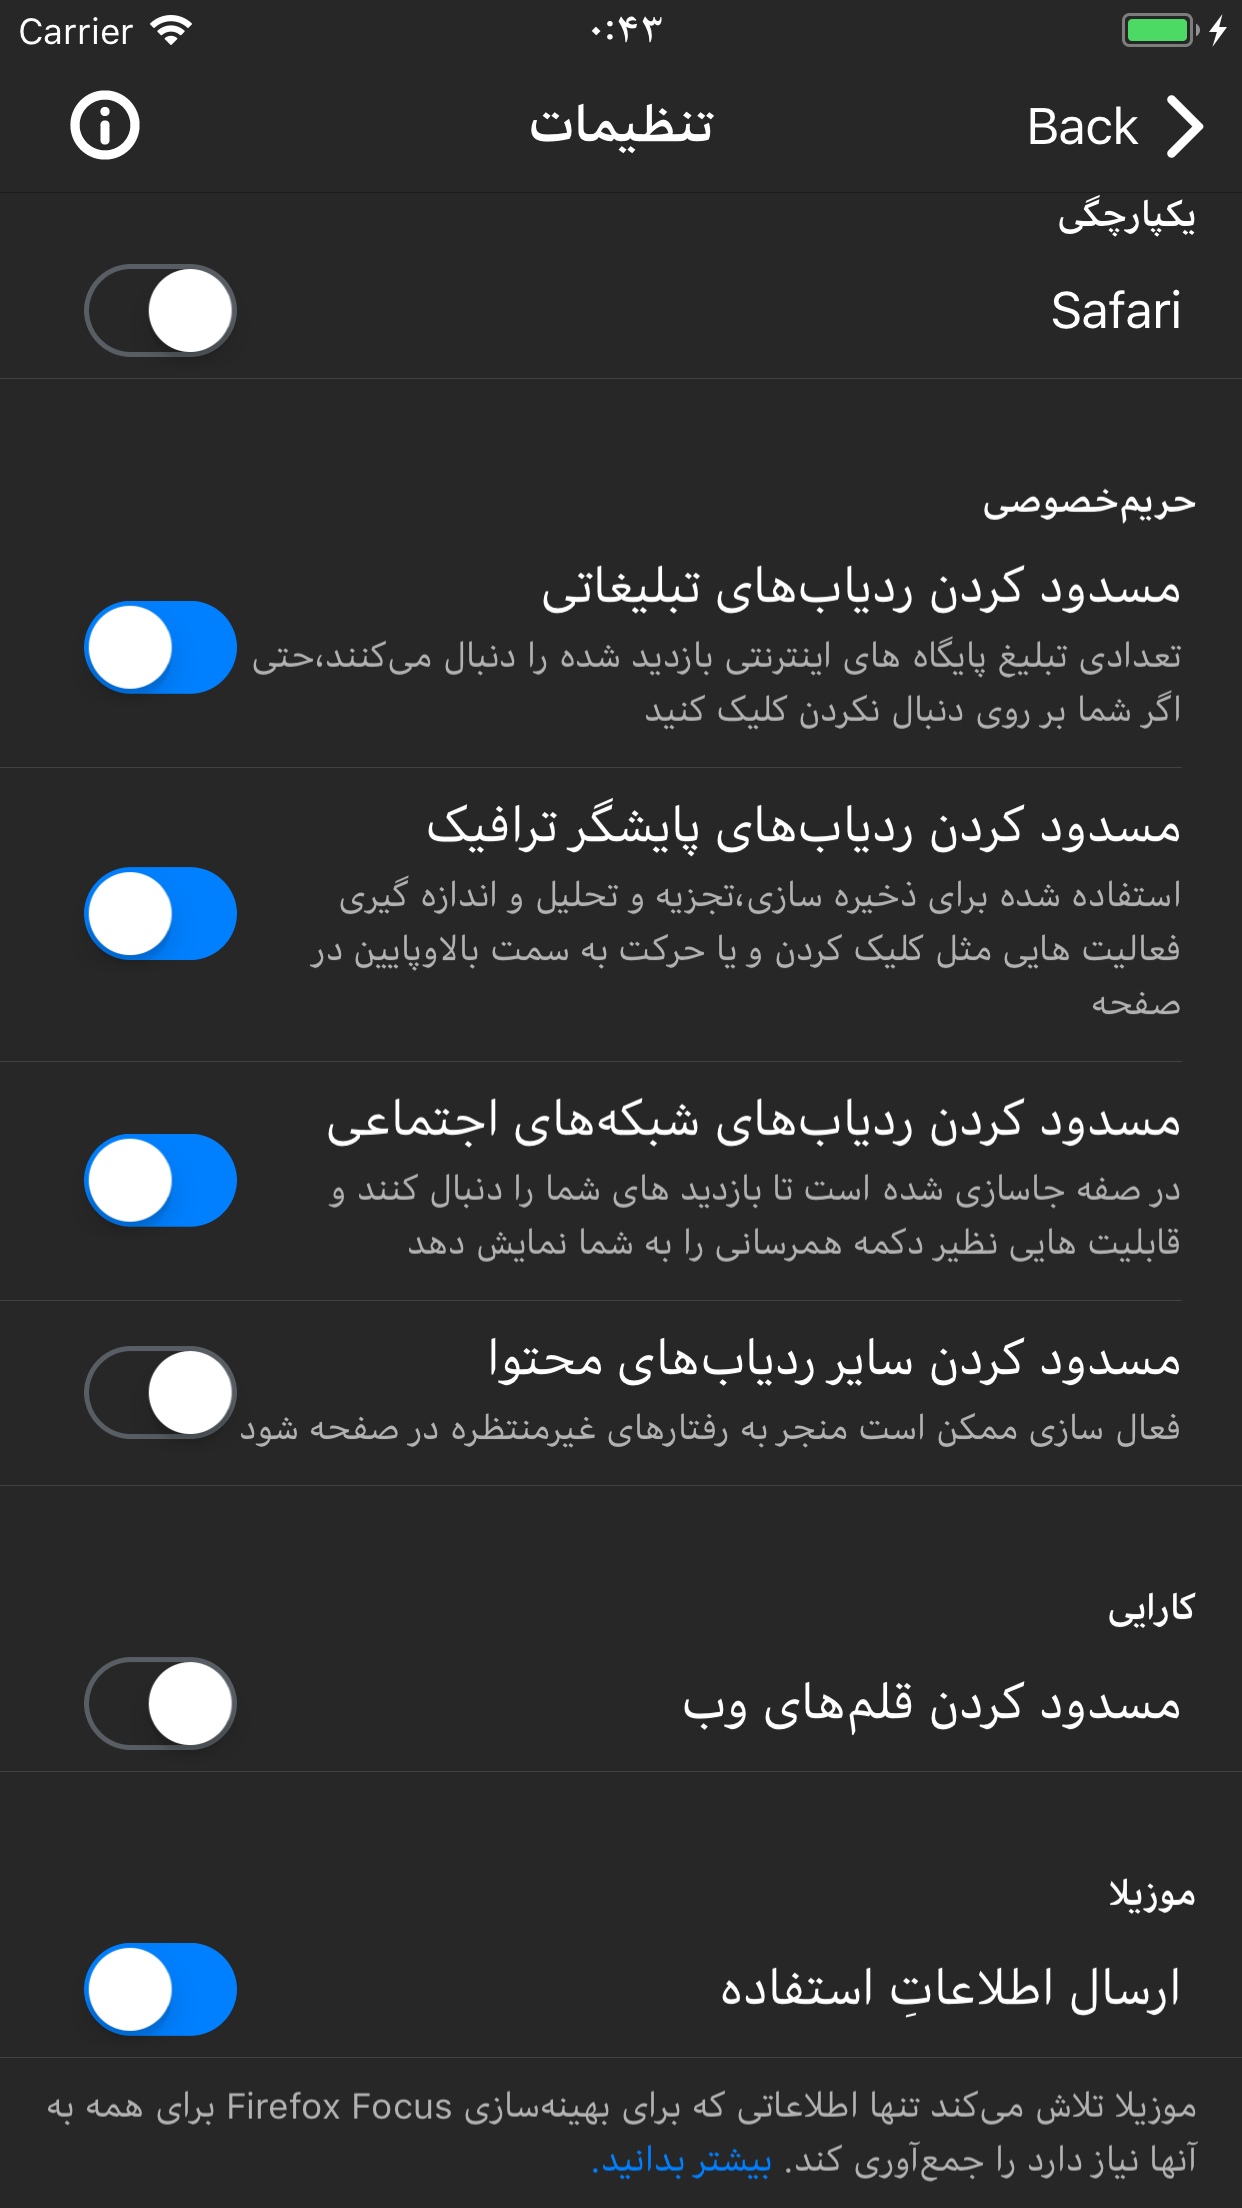 Carrier
۰:۴۳
Back
تنظیمات
یکپارچگی
Safari
حریم‌خصوصی
مسدود کردن ردیاب‌های تبلیغاتی
تعدادی تبلیغ پایگاه های اینترنتی بازدید شده را دنبال می‌کنند،حتی
اگر شما بر روی دنبال نکردن کلیک کنید
مسدود کردن ردیاب‌های پایشگر ترافیک
استفاده شده برای ذخیره سازی،تجزیه و تحلیل و اندازه گیری
فعالیت هایی مثل کلیک کردن و یا حرکت به سمت بالاوپایین در
صفحه
مسدود کردن ردیاب‌های شبکه‌های اجتماعی
در صفه جاسازی شده است تا بازدید های شما را دنبال کنند و
قابلیت هایی نظیر دکمه همرسانی را به شما نمایش دهد
مسدود کردن سایر ردیاب‌های محتوا
فعال سازی ممکن است منجر به رفتارهای غیرمنتظره در صفحه شود
کارایی
مسدود کردن قلم‌های وب
موزیلا
ارسال اطلاعاتِ استفاده
موزیلا تلاش می‌کند تنها اطلاعاتی که برای بهینه‌سازی Firefox Focus برای همه به
آنها نیاز دارد را جمع‌آوری کند. بیشتر بدانید.